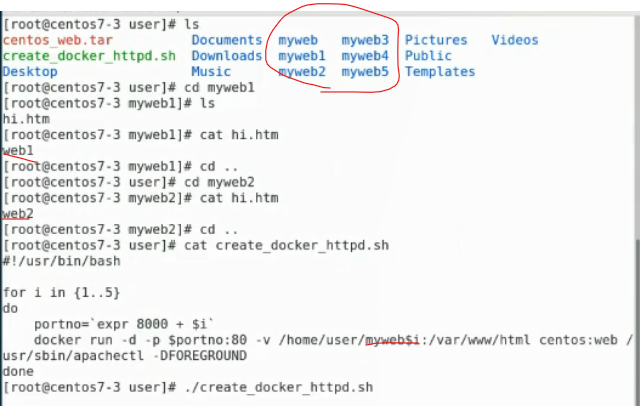 [root@centos7-3 user]# ls
centos_web.tar Documents myweb myweb3 Pictures Videos
create_docker_httpd.sh Downloads myweb1 myweb4 Public
Desktop Music myweb2 myweb5 Templates
[root@centos7-3 user]# cd myweb1
[root@centos7-3 myweb1]# ls
hi.htm
[root@centos7-3 myweb1]# cat hi.htm
web1
[root@centos7-3 myweb1]# cd ..
[root@centos7-3 user]# cd myweb2
[root@centos7-3 myweb2]# cat hi.htm
web2
[root@centos7-3 myweb2]# cd ..
[root@centos7-3 user]# cat create_docker_httpd.sh
#!/usr/bin/bash

for i in {1..5}
do
    portno=`expr 8000 + $i`
    docker run -d -p $portno:80 -v /home/user/myweb$i:/var/www/html centos:web /
usr/sbin/apachectl -DFOREGROUND
done
[root@centos7-3 user]# ./create_docker_httpd.sh